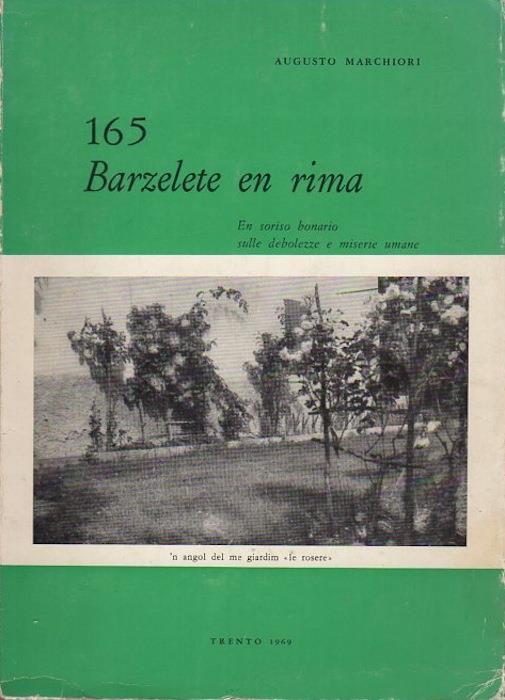 AUGUSTO MARCHIORI
165
Barzelete en rima
En soriso bonario
sulle debolezze e miserie umane
'n angol del me giardim «le rosere»
TRENTO 1969